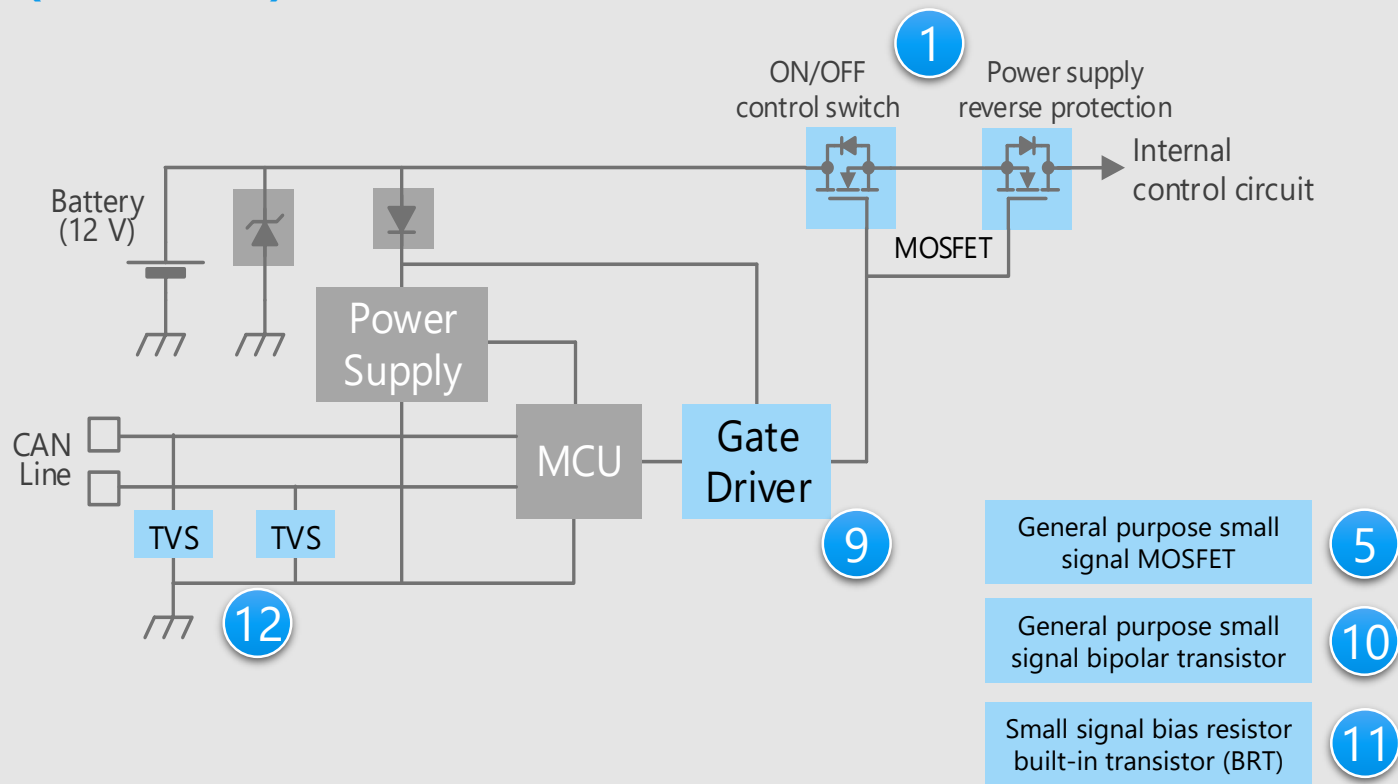 1
ON/OFF
control switch
Power supply
reverse protection
Internal
control circuit
Battery
(12 V)
MOSFET
Power
Supply
CAN
Line
MCU
Gate
Driver
TVS
TVS
9
12
General purpose small
signal MOSFET
5
General purpose small
signal bipolar transistor
10
Small signal bias resistor
built-in transistor (BRT)
11